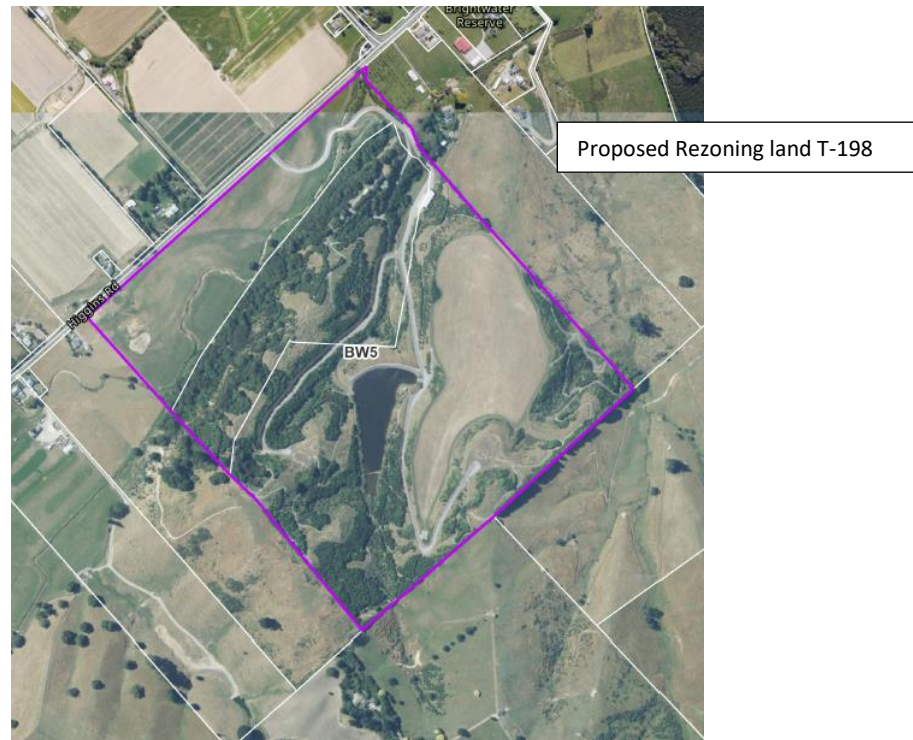 Brightwater
Reserve
Proposed Rezoning land T-198
Higgins Rd
BW5